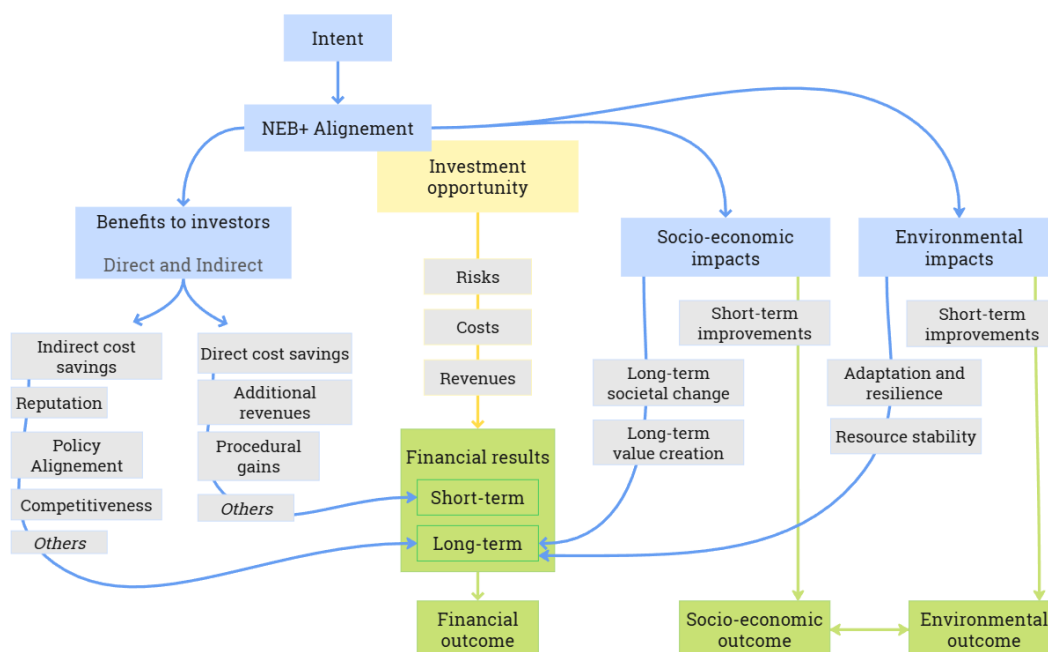 Intent
NEB+ Alignement
Investment
opportunity
Benefits to investors
Direct and Indirect
Socio-economic
impacts
Environmental
impacts
Risks
Costs
Revenues
Indirect cost
savings
Reputation
Policy
Alignment
Competitiveness
Others
Direct cost savings
Additional
revenues
Procedural
gains
Others
Financial results
Short-term
Long-term
Short-term
improvements
Long-term
societal change
Long-term
value creation
Short-term
improvements
Adaptation and
resilience
Resource stability
Financial
outcome
Socio-economic
outcome
Environmental
outcome